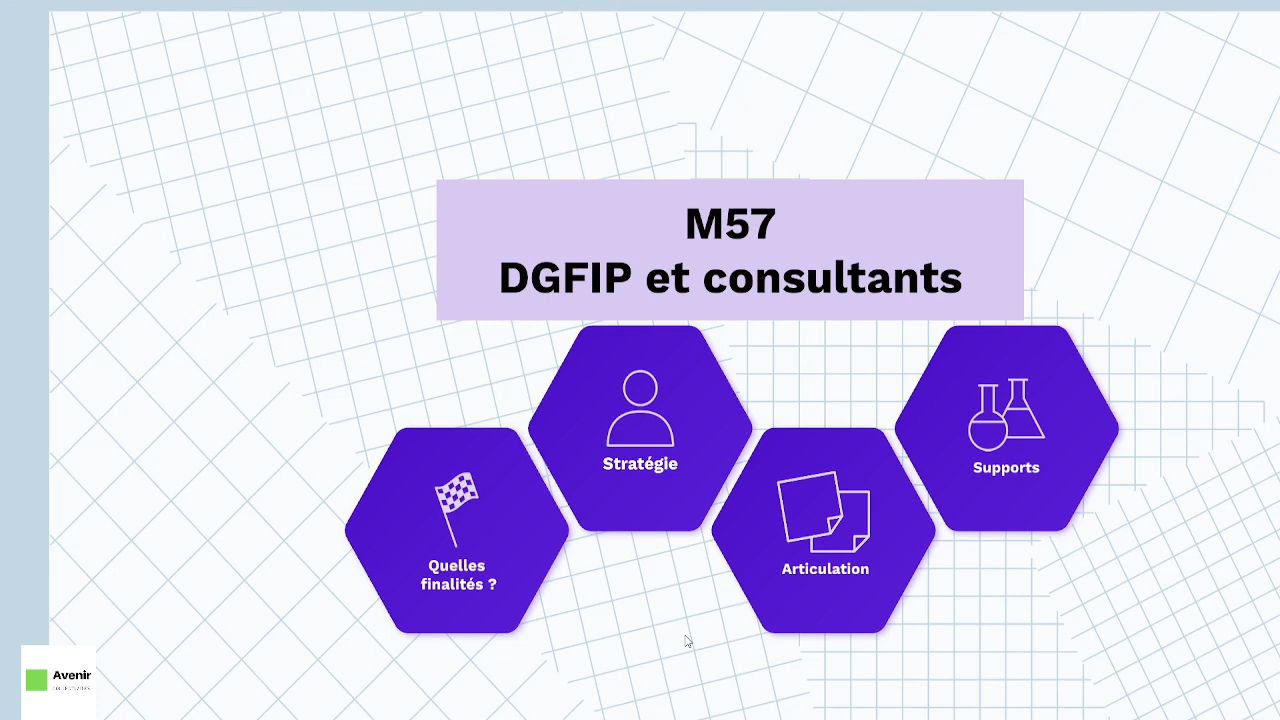 M57
DGFIP et consultants
Stratégie
Supports
Quelles
finalités ?
Articulation
Avenir